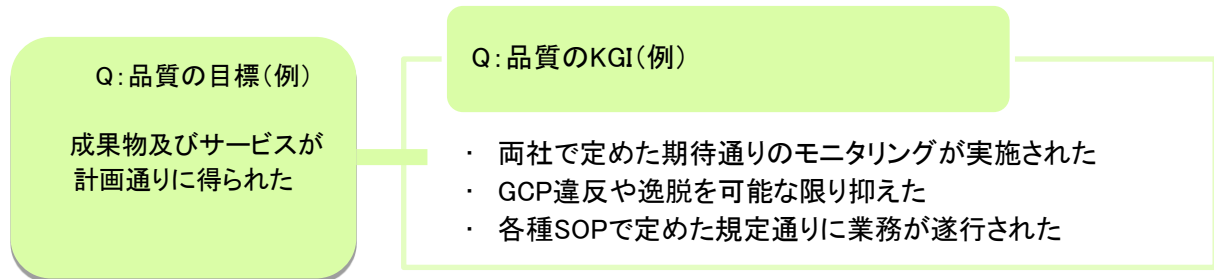 Q:品質の目標(例)
成果物及びサービスが
計画通りに得られた
Q:品質のKGI(例)
・ 両社で定めた期待通りのモニタリングが実施された
・ GCP違反や逸脱を可能な限り抑えた
・ 各種SOPで定めた規定通りに業務が遂行された